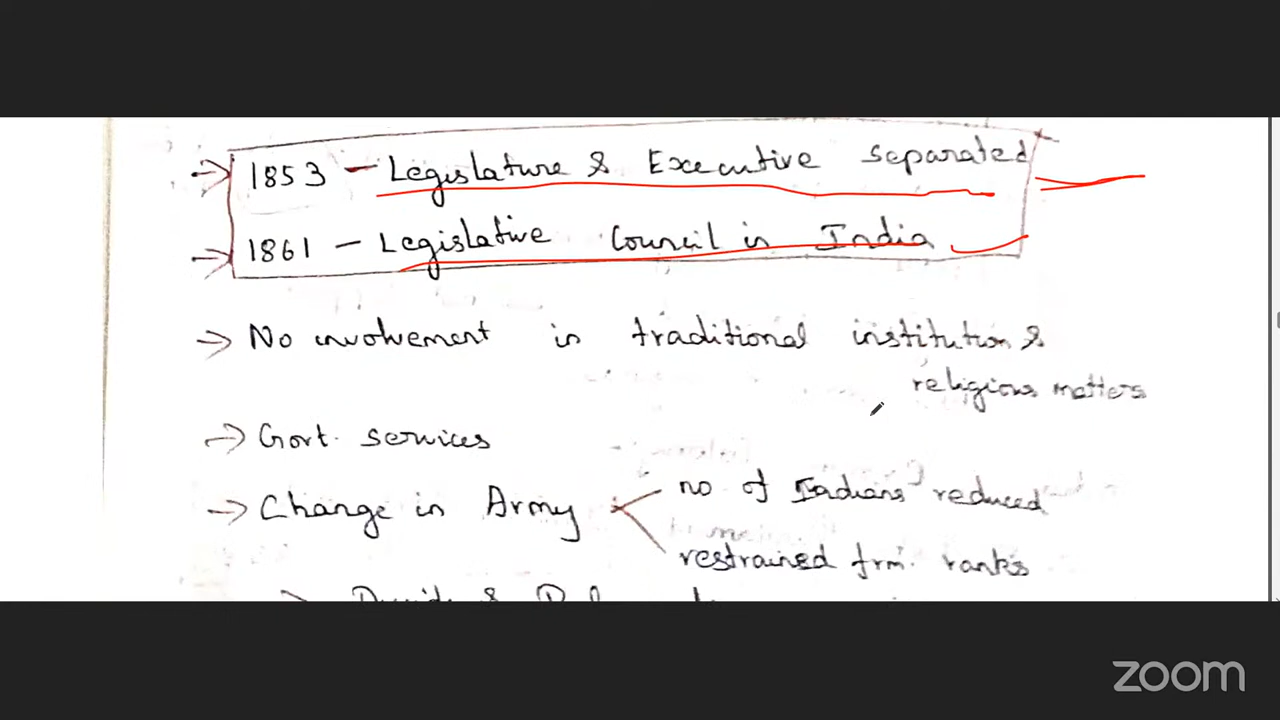 → 1853 - Legislature & Executive separated
→ 1861 - Legislative Council in India
→ No involvement in traditional institution &
religious matters
→ Govt. services
→ Change in Army
no of Indians reduced
restrained frm. ranks
zoom